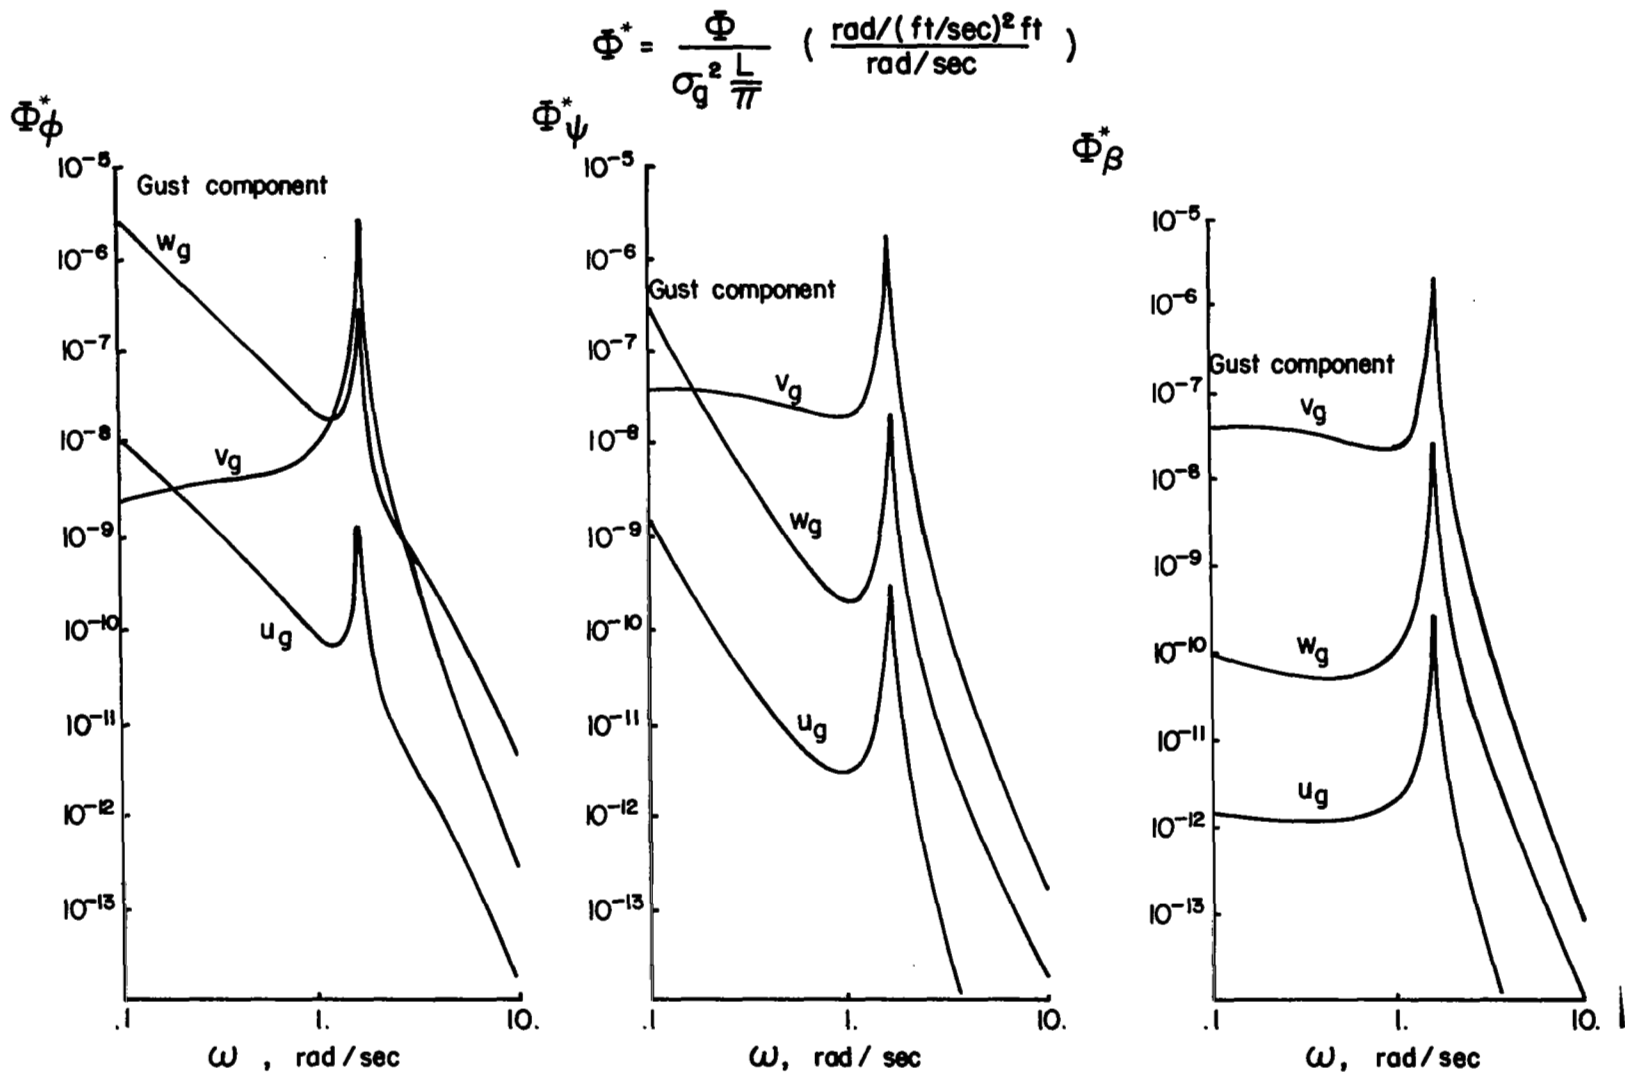 Φ* = Φ / σg² L/π ( rad/(ft/sec)² ft / rad/sec )
Φ*ϕ
10⁻⁵
Gust component
wg
10⁻⁶
10⁻⁷
10⁻⁸
vg
10⁻⁹
10⁻¹⁰
ug
10⁻¹¹
10⁻¹²
10⁻¹³
.1 1. 10.
ω , rad/sec
Φ*ψ
10⁻⁵
10⁻⁶
Gust component
10⁻⁷
vg
10⁻⁸
wg
10⁻⁹
10⁻¹⁰
ug
10⁻¹¹
10⁻¹²
10⁻¹³
.1 1. 10.
ω, rad/sec
Φ*β
10⁻⁵
10⁻⁶
Gust component
10⁻⁷
vg
10⁻⁸
10⁻⁹
wg
10⁻¹⁰
10⁻¹¹
ug
10⁻¹²
10⁻¹³
.1 1. 10.
ω, rad/sec